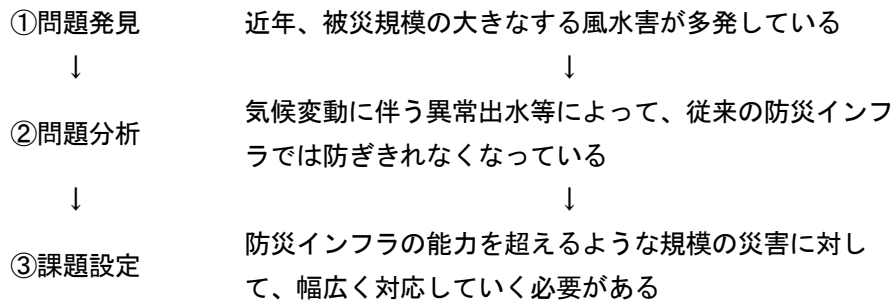 ①問題発見 近年、被災規模の大きなする風水害が多発している
↓ ↓
②問題分析 気候変動に伴う異常出水等によって、従来の防災インフ
ラでは防ぎきれなくなっている
↓ ↓
③課題設定 防災インフラの能力を超えるような規模の災害に対し
て、幅広く対応していく必要がある